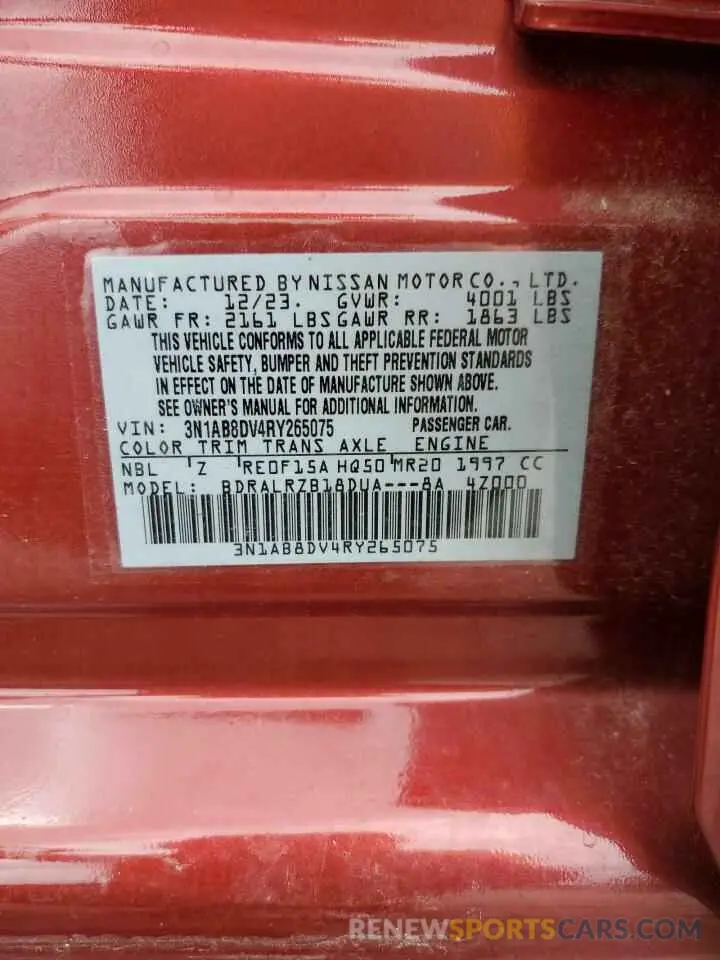 MANUFACTURED BY NISSAN MOTOR CO., LTD.
DATE: 12/23. GVWR: 4001 LBS
GAWR FR: 2161 LBS GAWR RR: 1863 LBS
THIS VEHICLE CONFORMS TO ALL APPLICABLE FEDERAL MOTOR
VEHICLE SAFETY, BUMPER AND THEFT PREVENTION STANDARDS
IN EFFECT ON THE DATE OF MANUFACTURE SHOWN ABOVE.
SEE OWNER'S MANUAL FOR ADDITIONAL INFORMATION.
VIN: 3N1AB8DV4RY265075 PASSENGER CAR.
COLOR TRIM TRANS AXLE ENGINE
NBL Z RE0F15A HQ50 MR20 1997 CC
MODEL: BDRALRZB18DUA---8A 4Z000
3N1AB8DV4RY265075
RENEWSPORTSCARS.COM